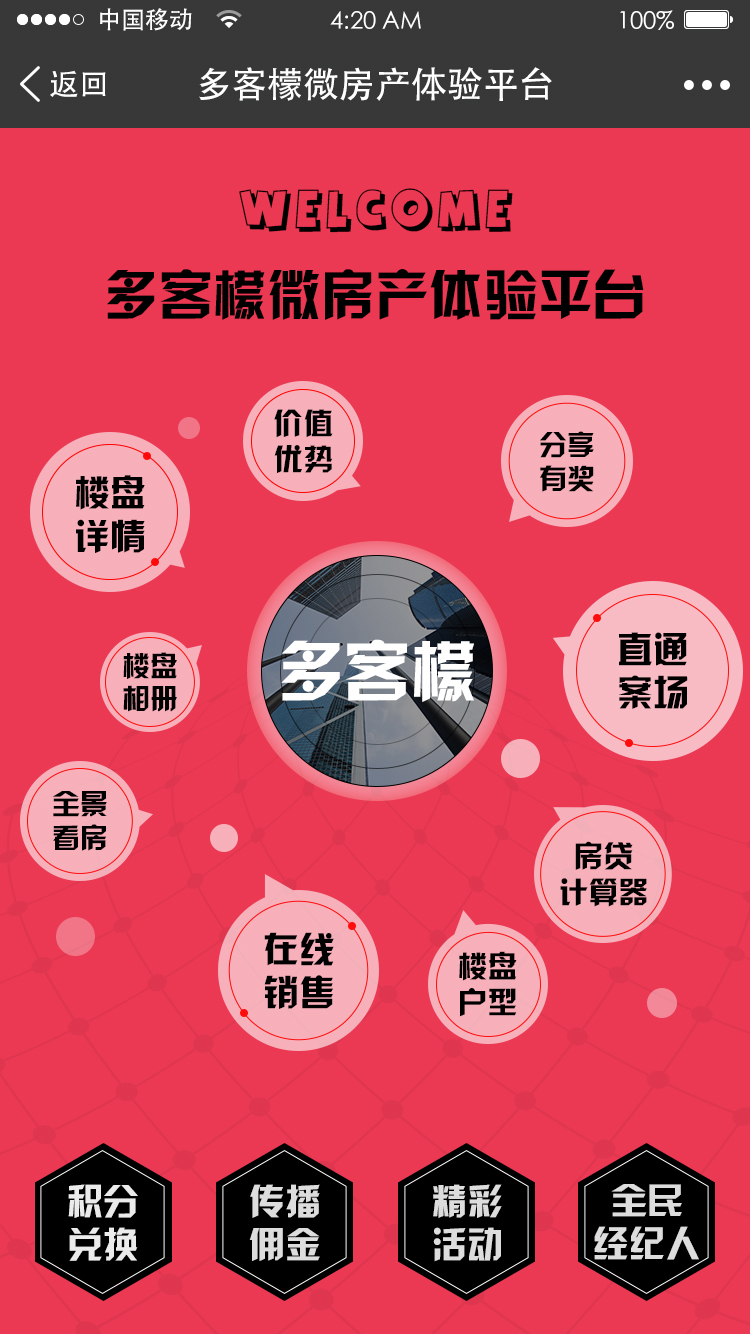 中国移动 4:20 AM 100%
返回 多客檬微房产体验平台
WELCOME
多客檬微房产体验平台
价值
优势
分享
有奖
楼盘
详情
多客檬
直通
案场
楼盘
相册
全景
看房
房贷
计算器
在线
销售
楼盘
户型
积分
兑换
传播
佣金
精彩
活动
全民
经纪人